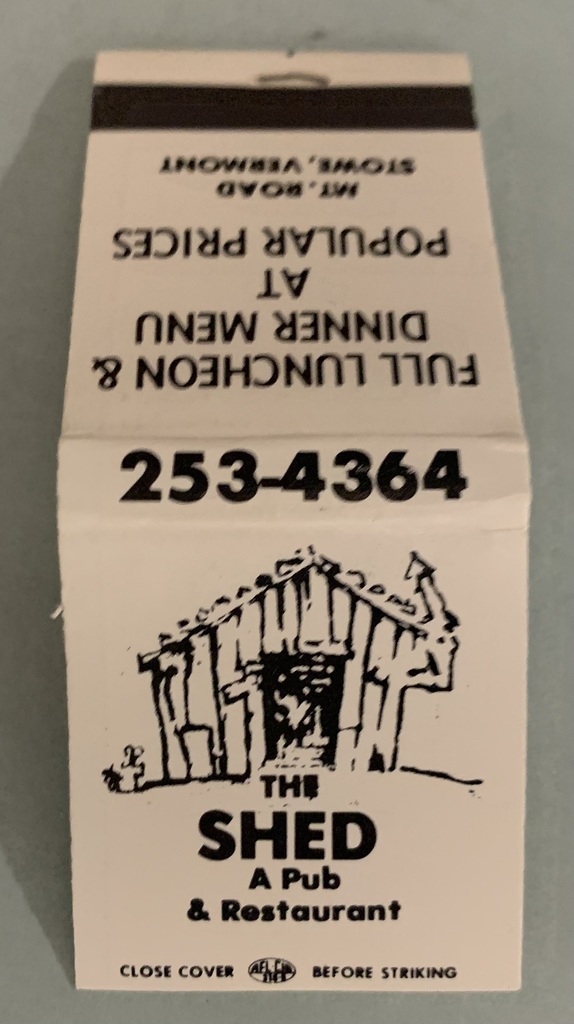 253-4364
THE
SHED
A Pub
& Restaurant
CLOSE COVER BEFORE STRIKING
FULL LUNCHEON &
DINNER MENU
AT
POPULAR PRICES
MT. ROAD
STOWE, VERMONT